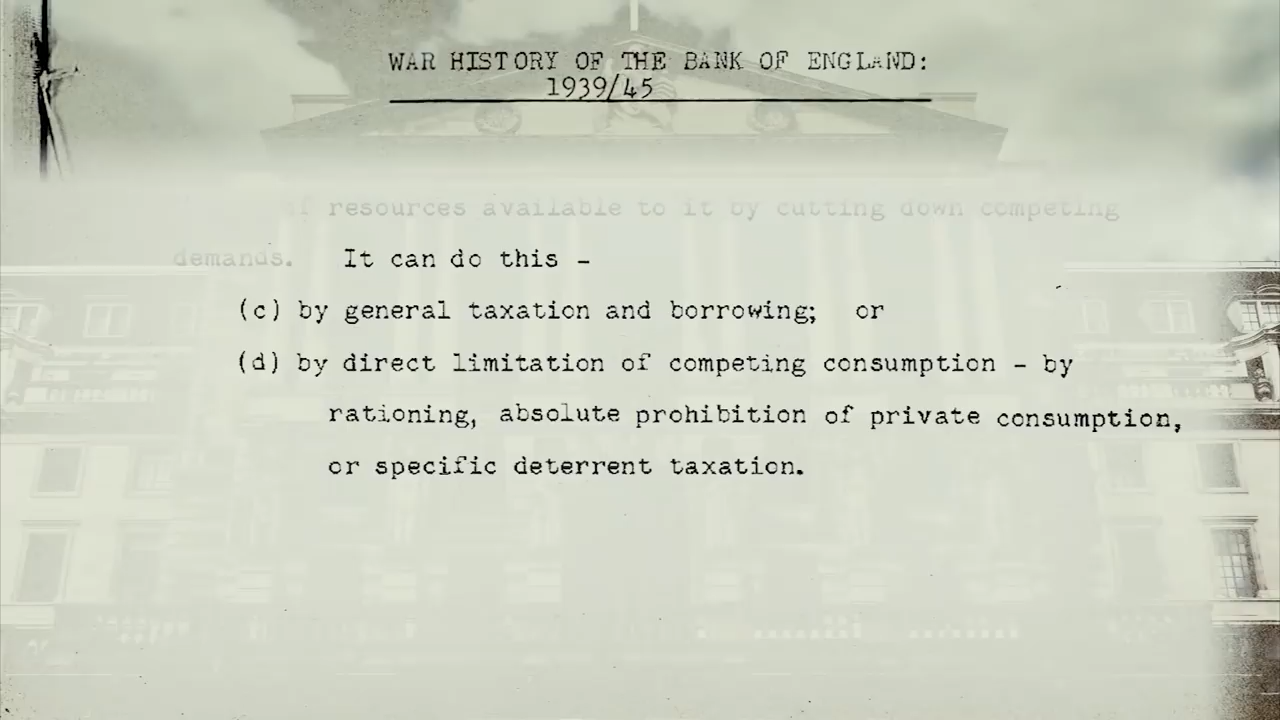 WAR HISTORY OF THE BANK OF ENGLAND:
1939/45
of resources available to it by cutting down competing
demands. It can do this -
(c) by general taxation and borrowing; or
(d) by direct limitation of competing consumption - by
rationing, absolute prohibition of private consumption,
or specific deterrent taxation.